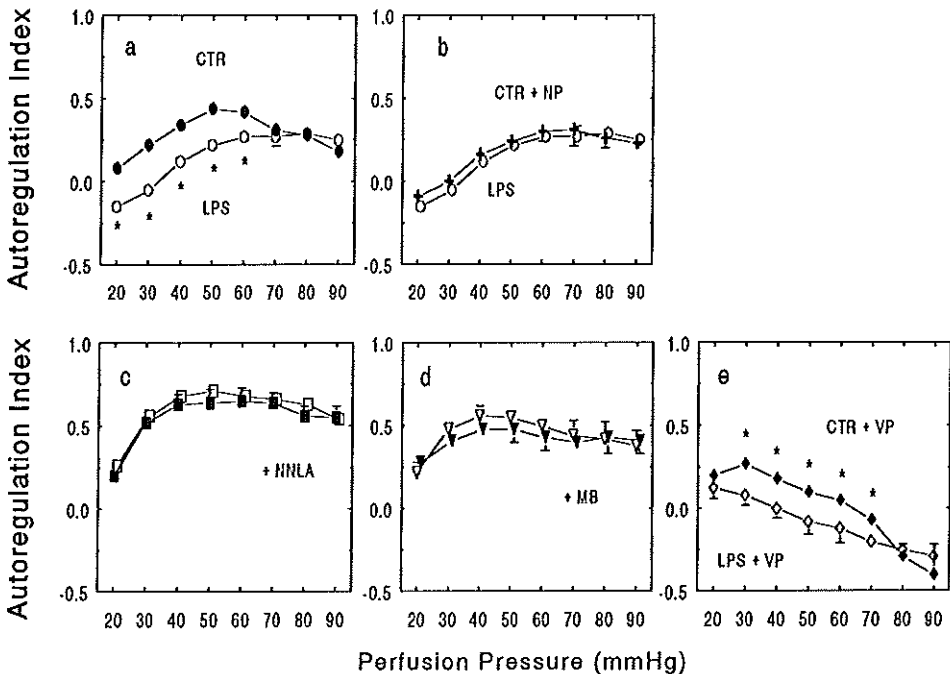 Autoregulation Index
1.0
0.5
0.0
-0.5
a
CTR
LPS
*
*
*
*
*
20 30 40 50 60 70 80 90
1.0
0.5
0.0
-0.5
b
CTR + NP
LPS
20 30 40 50 60 70 80 90
Autoregulation Index
1.0
0.5
0.0
-0.5
c
+ NNLA
20 30 40 50 60 70 80 90
1.0
0.5
0.0
-0.5
d
+ MB
20 30 40 50 60 70 80 90
1.0
0.5
0.0
-0.5
e
CTR + VP
*
*
*
*
*
LPS + VP
20 30 40 50 60 70 80 90
Perfusion Pressure (mmHg)